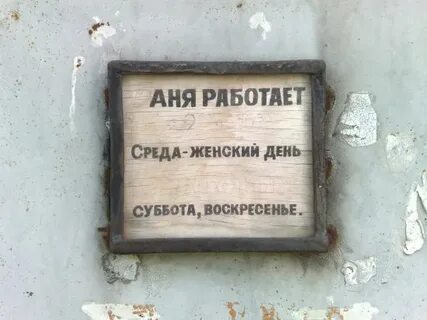 АНЯ РАБОТАЕТ
СРЕДА-ЖЕНСКИЙ ДЕНЬ
СУББОТА, ВОСКРЕСЕНЬЕ.